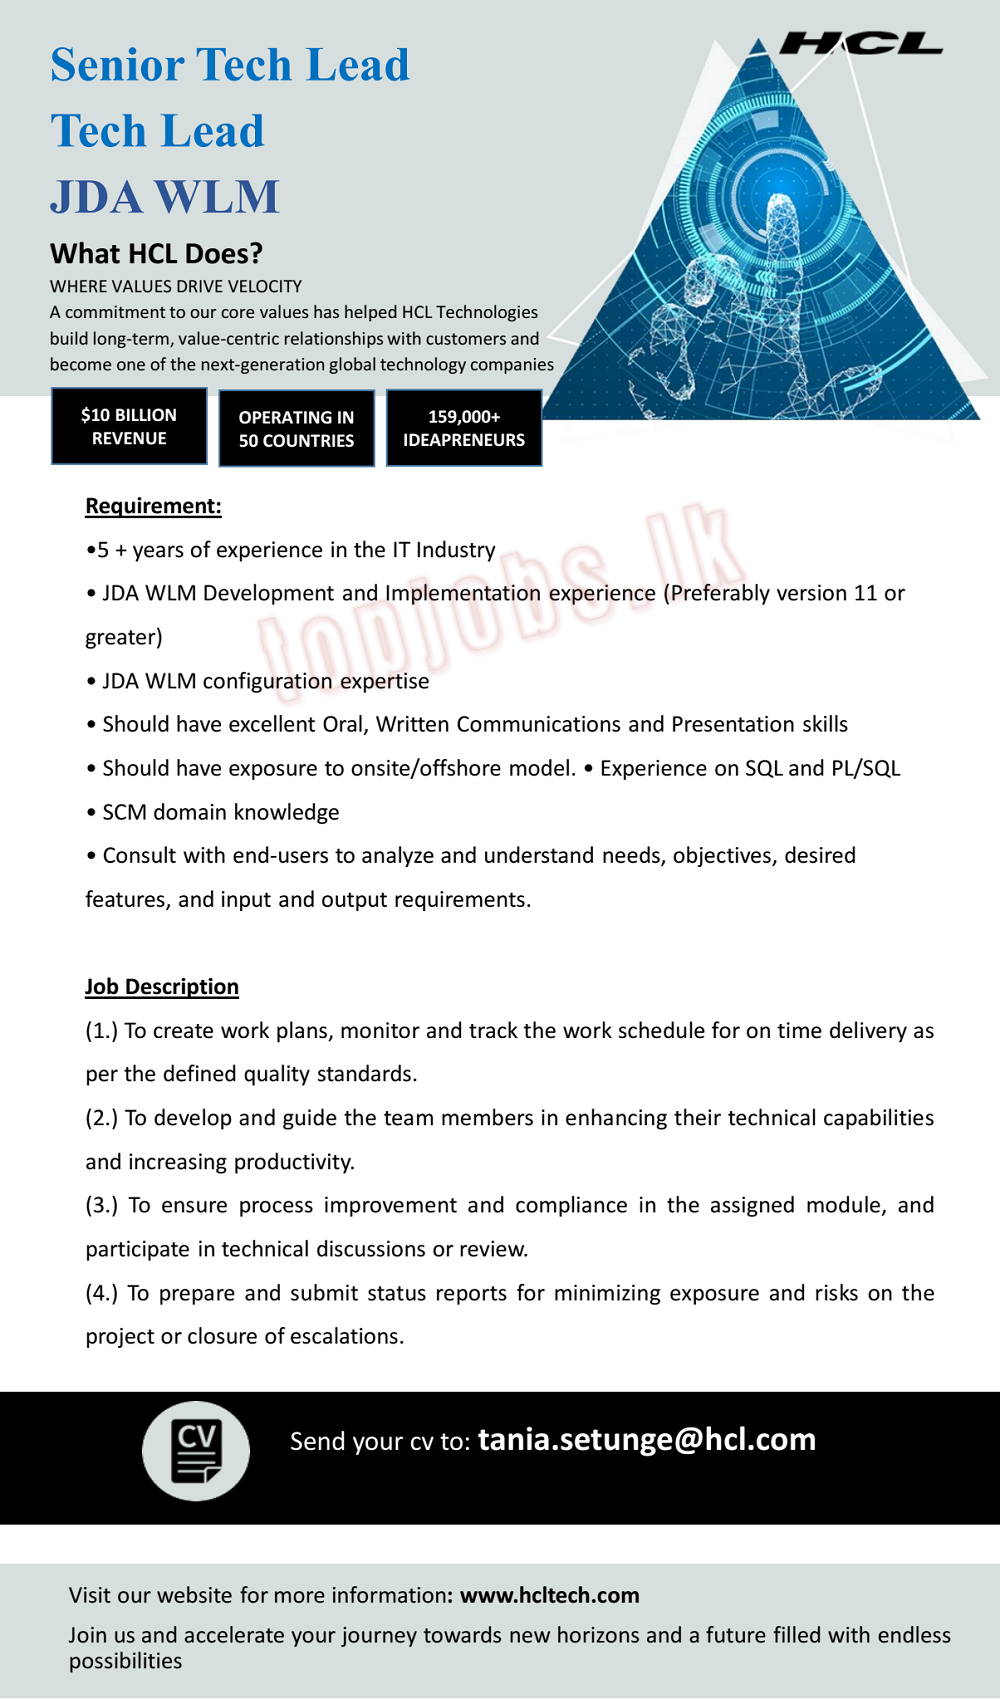 HCL
Senior Tech Lead
Tech Lead
JDA WLM
What HCL Does?
WHERE VALUES DRIVE VELOCITY
A commitment to our core values has helped HCL Technologies
build long-term, value-centric relationships with customers and
become one of the next-generation global technology companies
$10 BILLION
REVENUE
OPERATING IN
50 COUNTRIES
159,000+
IDEAPRENEURS
Requirement:
•5 + years of experience in the IT Industry
• JDA WLM Development and Implementation experience (Preferably version 11 or
greater)
• JDA WLM configuration expertise
• Should have excellent Oral, Written Communications and Presentation skills
• Should have exposure to onsite/offshore model. • Experience on SQL and PL/SQL
• SCM domain knowledge
• Consult with end-users to analyze and understand needs, objectives, desired
features, and input and output requirements.
topjobs.lk
Job Description
(1.) To create work plans, monitor and track the work schedule for on time delivery as
per the defined quality standards.
(2.) To develop and guide the team members in enhancing their technical capabilities
and increasing productivity.
(3.) To ensure process improvement and compliance in the assigned module, and
participate in technical discussions or review.
(4.) To prepare and submit status reports for minimizing exposure and risks on the
project or closure of escalations.
CV
Send your cv to: tania.setunge@hcl.com
Visit our website for more information: www.hcltech.com
Join us and accelerate your journey towards new horizons and a future filled with endless
possibilities